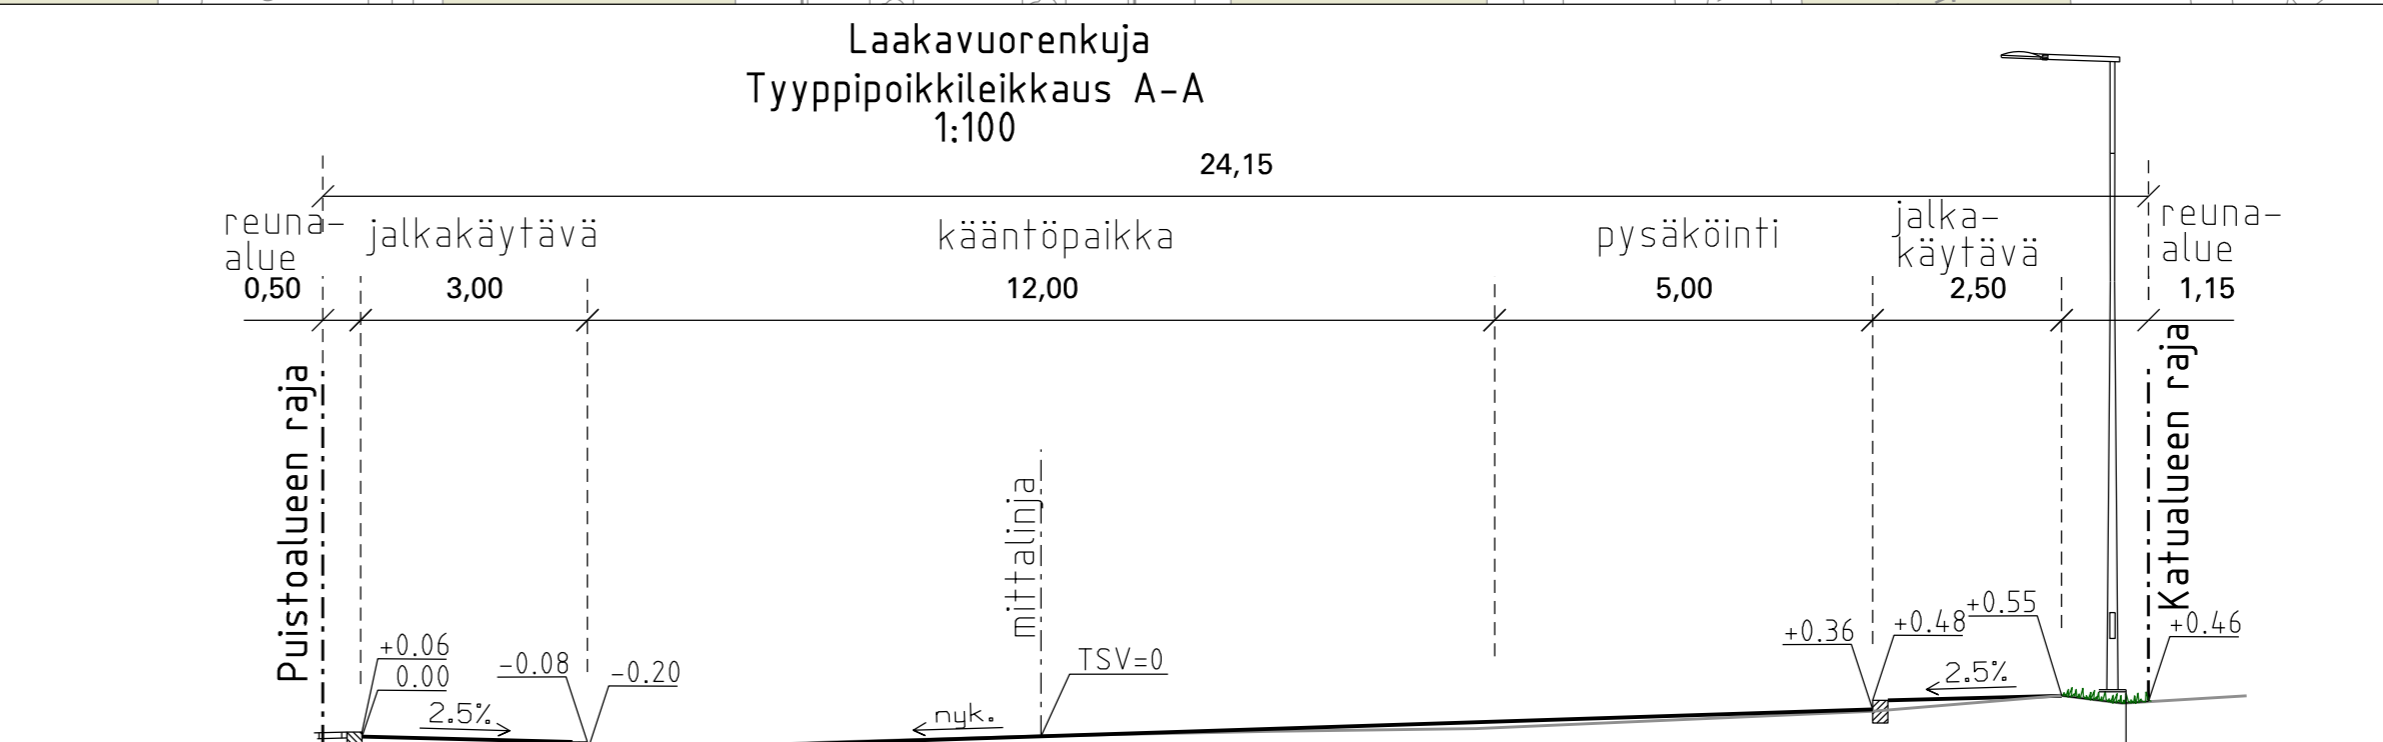 Laakavuorenkuja
Tyyppipoikkileikkaus A-A
1:100
24,15
reuna-
alue
jalkakäytävä
kääntöpaikka
pysäköinti
jalka-
käytävä
reuna-
alue
0,50
3,00
12,00
5,00
2,50
1,15
Puistoalueen raja
mittalinja
Katualueen raja
+0.06
0.00
-0.08
-0.20
TSV=0
+0.36
+0.48
+0.55
+0.46
2.5%
nyk.
2.5%